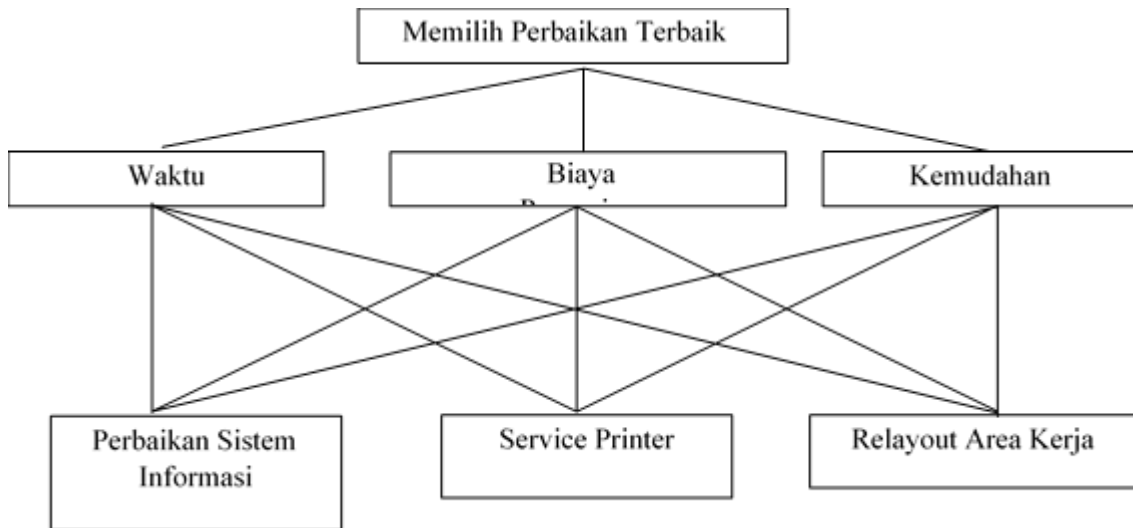 Memilih Perbaikan Terbaik
Waktu
Biaya
Kemudahan
Perbaikan Sistem
Informasi
Service Printer
Relayout Area Kerja